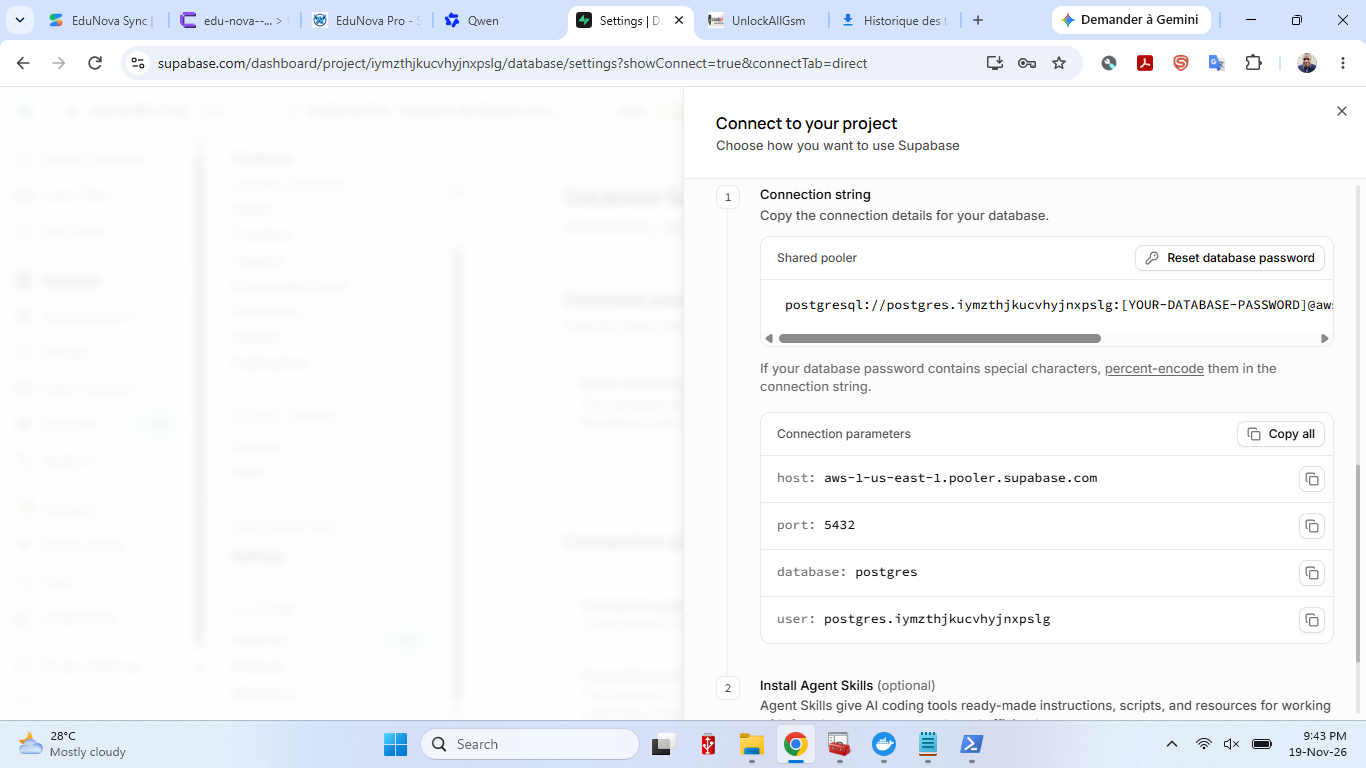 EduNova Sync |
edu-nova--... >
EduNova Pro - S
Qwen
Settings | D
UnlockAllGsm
Historique des t
Demander à Gemini
supabase.com/dashboard/project/iymzthjkucvhyjnxpslg/database/settings?showConnect=true&connectTab=direct
Connect to your project
Choose how you want to use Supabase
1
Connection string
Copy the connection details for your database.
Shared pooler
Reset database password
postgresql://postgres.iymzthjkucvhyjnxpslg:[YOUR-DATABASE-PASSWORD]@aws
If your database password contains special characters, percent-encode them in the
connection string.
Connection parameters
Copy all
host: aws-1-us-east-1.pooler.supabase.com
port: 5432
database: postgres
user: postgres.iymzthjkucvhyjnxpslg
2
Install Agent Skills (optional)
Agent Skills give AI coding tools ready-made instructions, scripts, and resources for working
28°C
Mostly cloudy
Search
9:43 PM
19-Nov-26